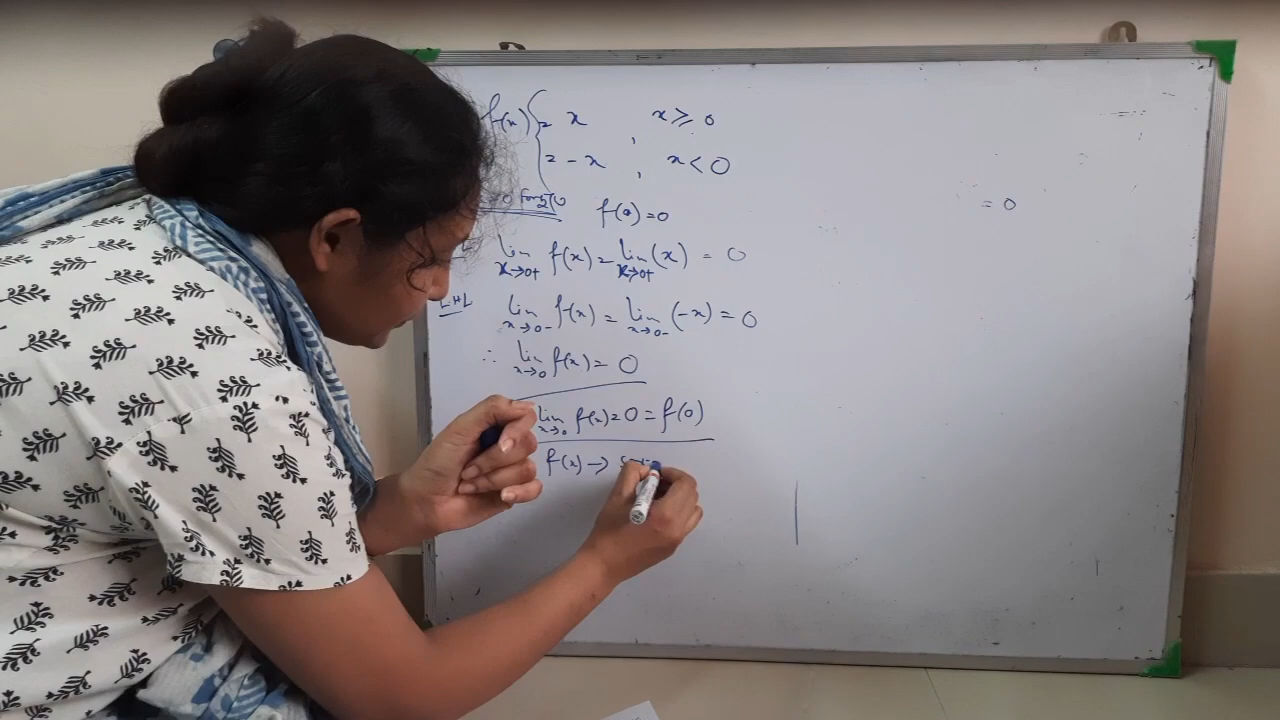 f(x) { = x , x ≥ 0
= -x , x < 0
f(0) = 0
= 0
lim x→0+ f(x) = lim x→0+ (x) = 0
LHL lim x→0- f(x) = lim x→0- (-x) = 0
∴ lim x→0 f(x) = 0
lim x→0 f(x) = 0 = f(0)
f(x) →